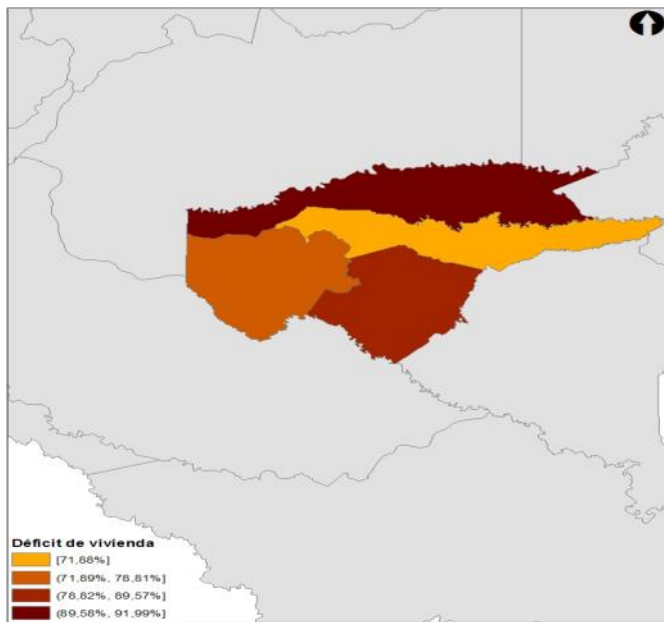 Déficit de vivienda
[71,88%]
(71,89%, 78,81%]
(78,82%, 89,57%]
(89,58%, 91,99%]